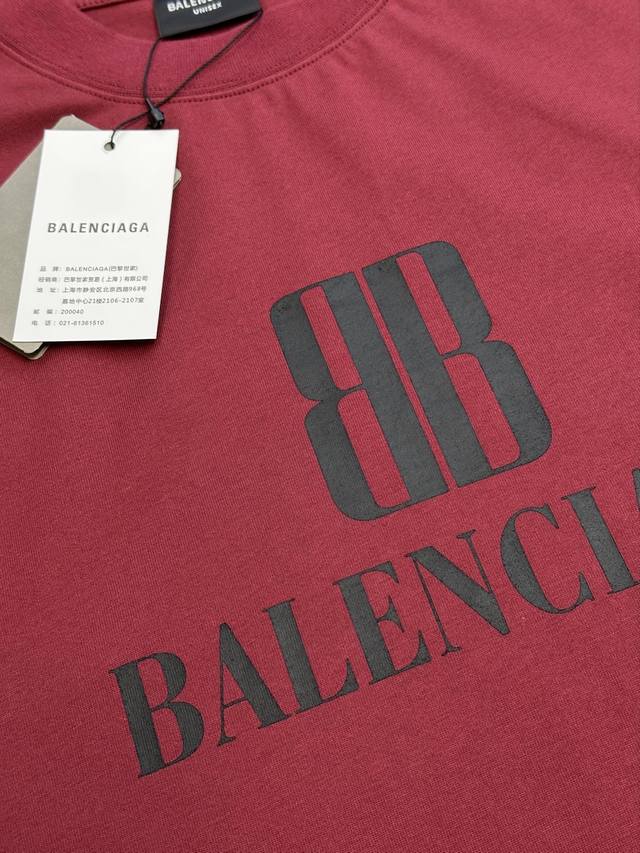 BALENCIAGA
UNISEX
BALENCIAGA
品 牌：BALENCIAGA(巴黎世家)
经销商：巴黎世家贸易（上海）有限公司
地 址：上海市静安区北京西路968号
嘉地中心21楼2106-2107室
邮 编：200040
电 话：021-61361510
BB
BALENCIA